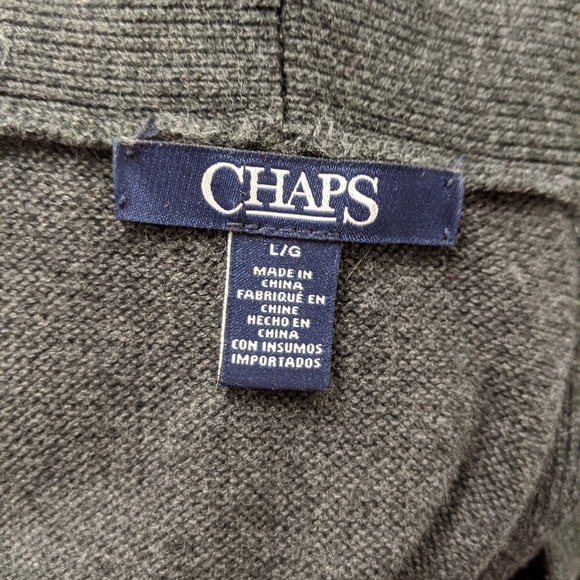 CHAPS
L/G
MADE IN
CHINA
FABRIQUÉ EN
CHINE
HECHO EN
CHINA
CON INSUMOS
IMPORTADOS